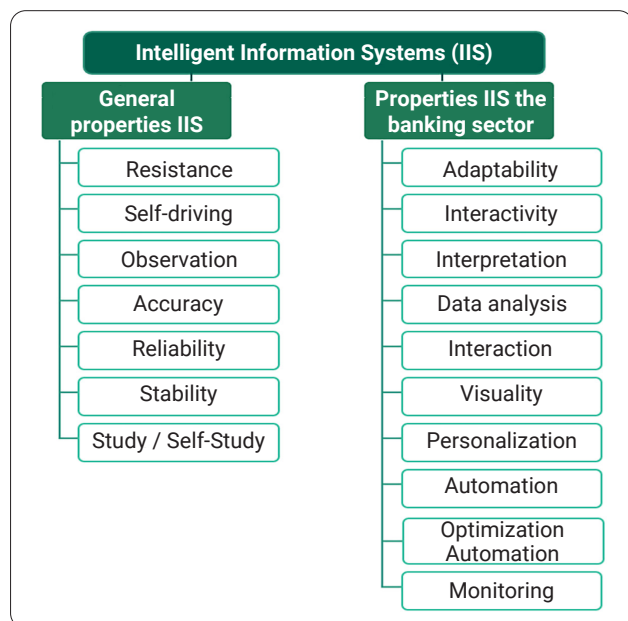 Intelligent Information Systems (IIS)
General
properties IIS
Resistance
Self-driving
Observation
Accuracy
Reliability
Stability
Study / Self-Study
Properties IIS the
banking sector
Adaptability
Interactivity
Interpretation
Data analysis
Interaction
Visuality
Personalization
Automation
Optimization
Automation
Monitoring